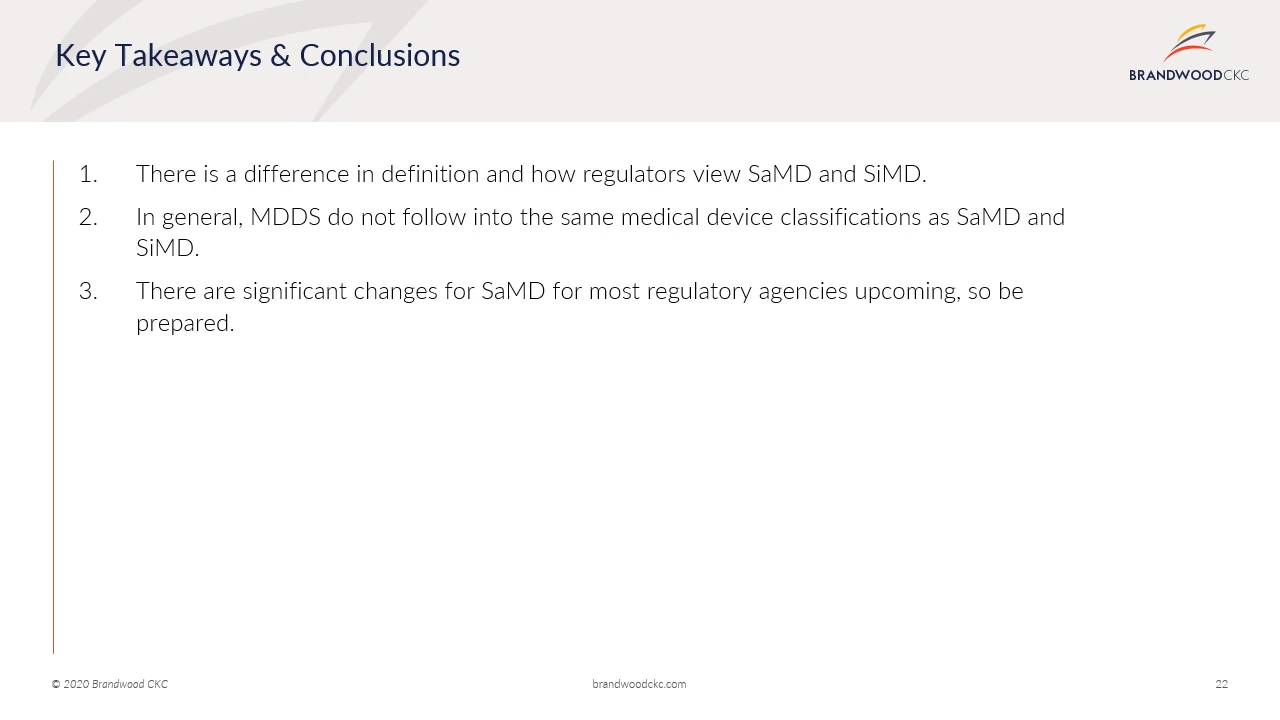 Key Takeaways & Conclusions
BRANDWOODCKC
1. There is a difference in definition and how regulators view SaMD and SiMD.
2. In general, MDDS do not follow into the same medical device classifications as SaMD and
SiMD.
3. There are significant changes for SaMD for most regulatory agencies upcoming, so be
prepared.
© 2020 Brandwood CKC
brandwoodckc.com
22